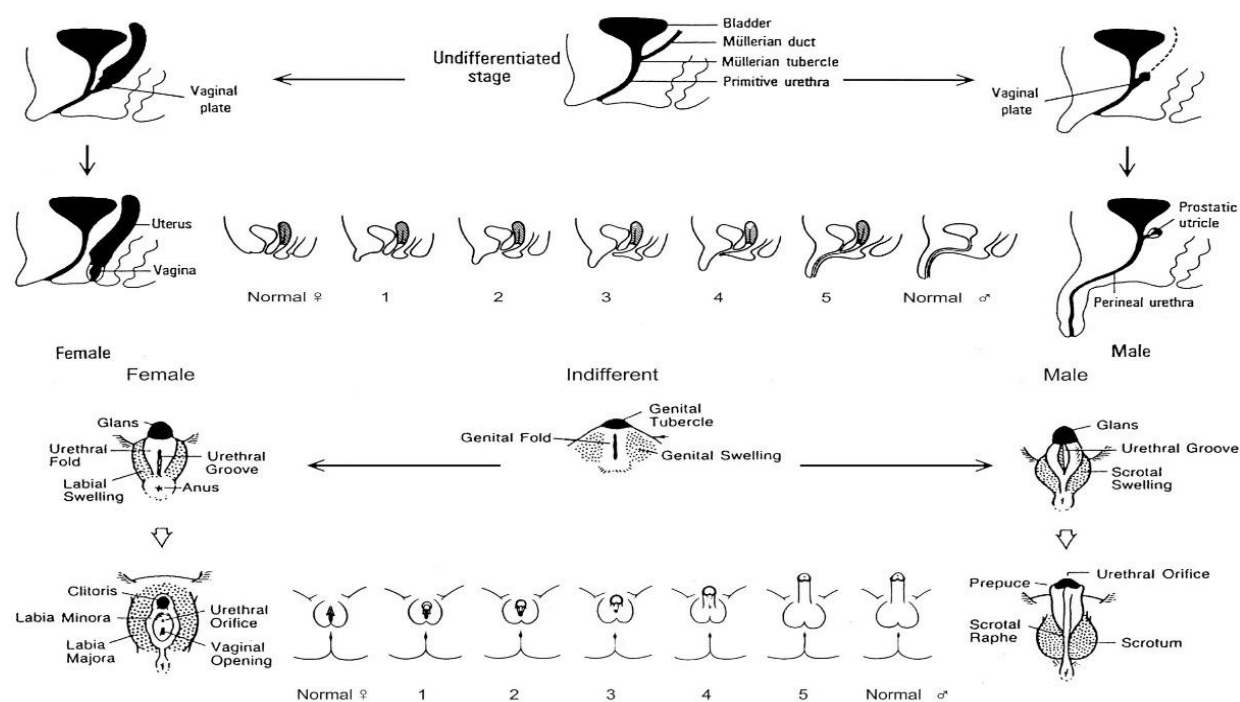 Bladder
Müllerian duct
Müllerian tubercle
Primitive urethra
Undifferentiated
stage
Vaginal
plate
Vaginal
plate
Uterus
Vagina
Prostatic
utricle
Perineal urethra
Normal ♀ 1 2 3 4 5 Normal ♂
Female
Male
Female
Indifferent
Male
Glans
Urethral
Fold
Urethral
Groove
Labial
Swelling
Anus
Genital
Tubercle
Genital Fold
Genital Swelling
Glans
Urethral Groove
Scrotal
Swelling
Clitoris
Labia Minora
Labia
Majora
Urethral
Orifice
Vaginal
Opening
Prepuce
Urethral Orifice
Scrotal
Raphe
Scrotum
Normal ♀ 1 2 3 4 5 Normal ♂